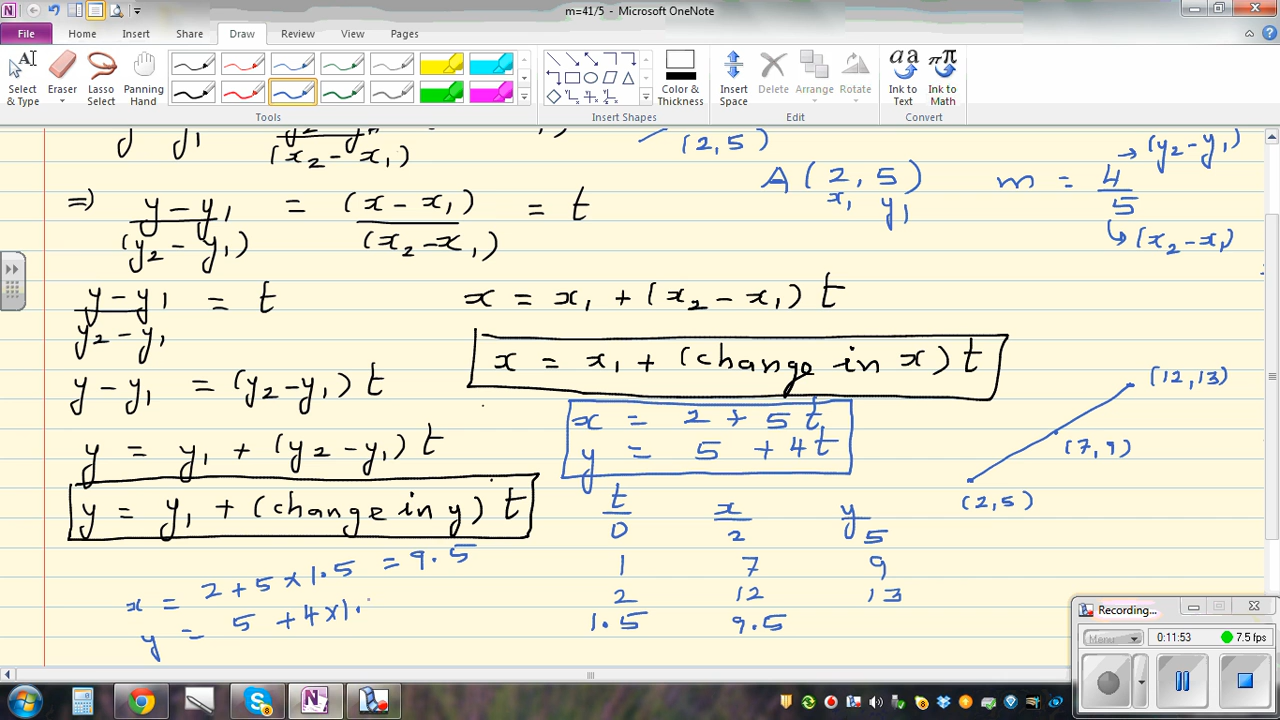 m=41/5 - Microsoft OneNote
File Home Insert Draw Review View Pages
Select & Type
Eraser
Lasso Select
Panning Hand
Color & Thickness
Insert Space
Delete
Arrange
Rotate
Ink to Text
Ink to Math
Tools
Insert Shapes
Edit
Convert
(x₂ - x₁)
(2,5)
A(2,5)
x₁ y₁
m = 4/5
→(y₂-y₁)
(x₂-x₁)
=> (y-y₁)/(y₂-y₁) = (x-x₁)/(x₂-x₁) = t
(y-y₁)/(y₂-y₁) = t
x = x₁ + (x₂ - x₁) t
x = x₁ + (change in x) t
y-y₁ = (y₂-y₁) t
x = 2 + 5t
y = 5 + 4t
(12,13)
(7,9)
(2,5)
y = y₁ + (y₂-y₁) t
y = y₁ + (change in y) t
t x y
0 2 5
1 7 9
2 12 13
1.5 9.5
x = 2+5×1.5 = 9.5
y = 5 +4×1.
Recording...
Menu
0:11:53
7.5 fps